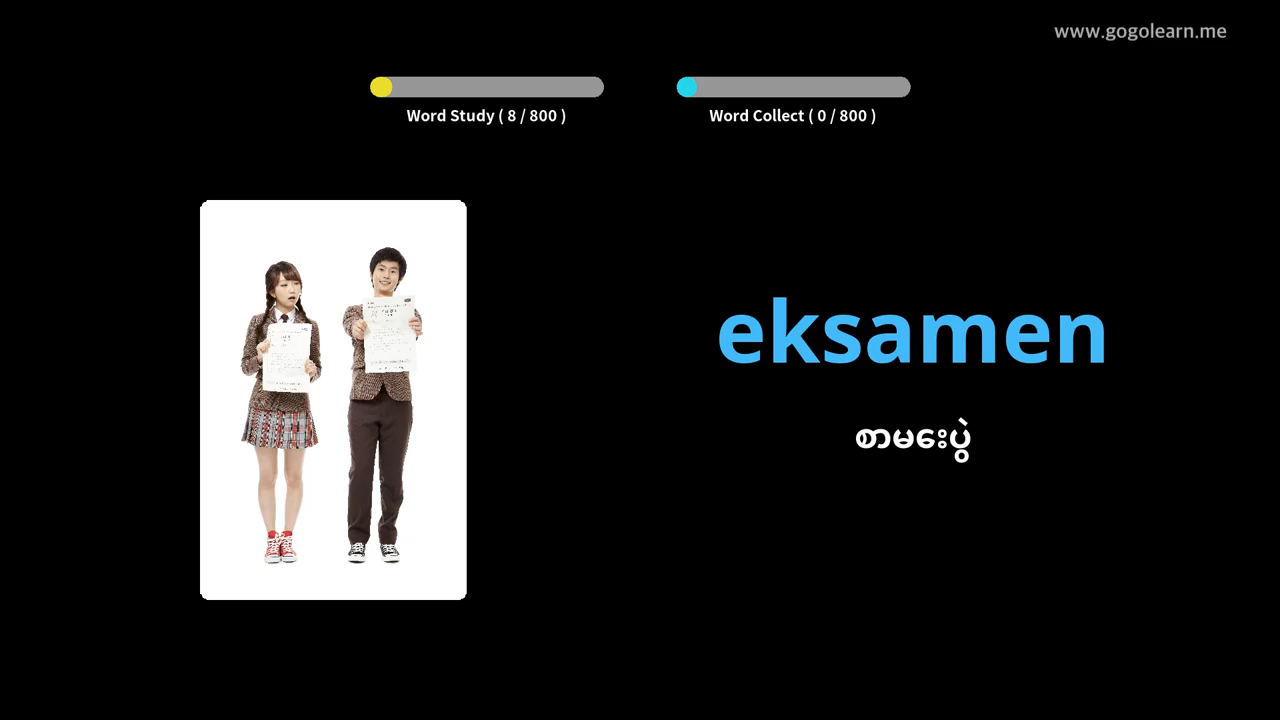 www.gogolearn.me
Word Study ( 8 / 800 )
Word Collect ( 0 / 800 )
eksamen
စာမေးပွဲ